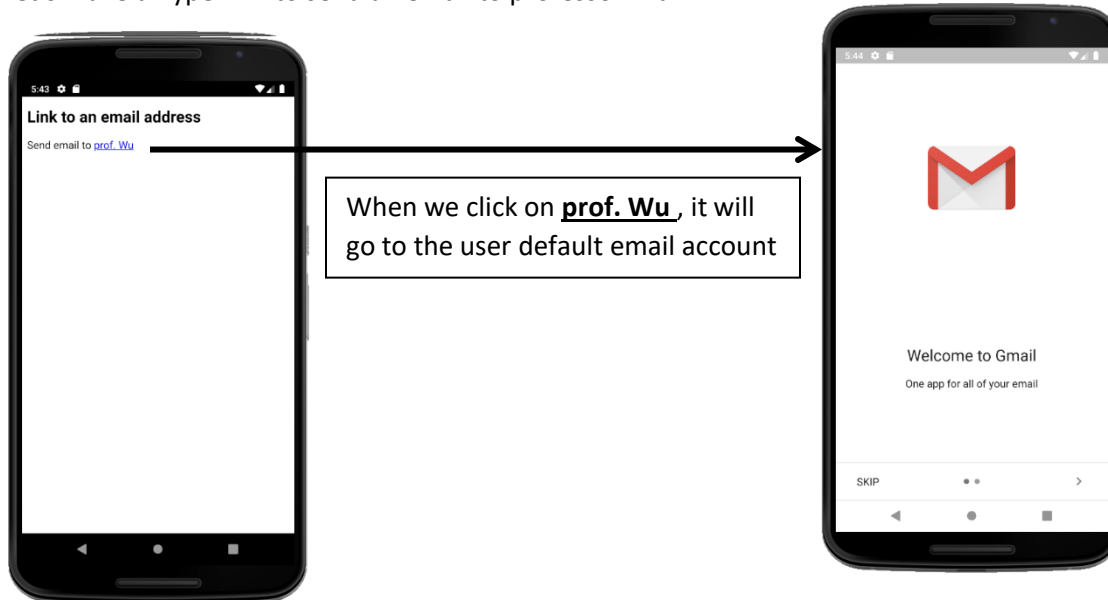 5:43
Link to an email address
Send email to prof. Wu
When we click on prof. Wu , it will
go to the user default email account
5:44
Welcome to Gmail
One app for all of your email
SKIP